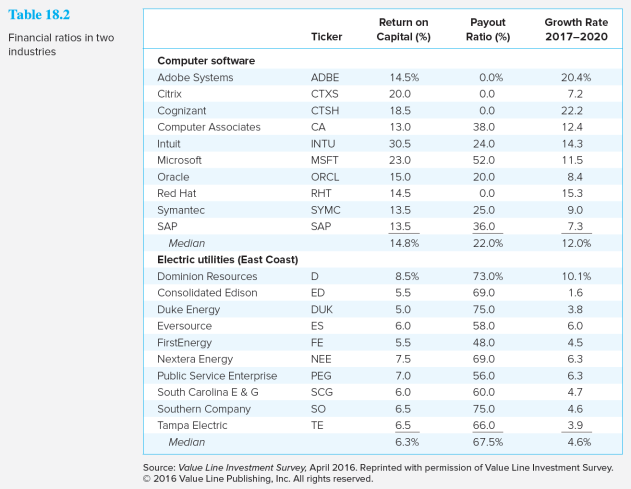 Table 18.2
Financial ratios in two
industries
Return on Payout Growth Rate
Ticker Capital (%) Ratio (%) 2017–2020
Computer software
Adobe Systems ADBE 14.5% 0.0% 20.4%
Citrix CTXS 20.0 0.0 7.2
Cognizant CTSH 18.5 0.0 22.2
Computer Associates CA 13.0 38.0 12.4
Intuit INTU 30.5 24.0 14.3
Microsoft MSFT 23.0 52.0 11.5
Oracle ORCL 15.0 20.0 8.4
Red Hat RHT 14.5 0.0 15.3
Symantec SYMC 13.5 25.0 9.0
SAP SAP 13.5 36.0 7.3
Median 14.8% 22.0% 12.0%
Electric utilities (East Coast)
Dominion Resources D 8.5% 73.0% 10.1%
Consolidated Edison ED 5.5 69.0 1.6
Duke Energy DUK 5.0 75.0 3.8
Eversource ES 6.0 58.0 6.0
FirstEnergy FE 5.5 48.0 4.5
Nextera Energy NEE 7.5 69.0 6.3
Public Service Enterprise PEG 7.0 56.0 6.3
South Carolina E & G SCG 6.0 60.0 4.7
Southern Company SO 6.5 75.0 4.6
Tampa Electric TE 6.5 66.0 3.9
Median 6.3% 67.5% 4.6%
Source: Value Line Investment Survey, April 2016. Reprinted with permission of Value Line Investment Survey.
© 2016 Value Line Publishing, Inc. All rights reserved.